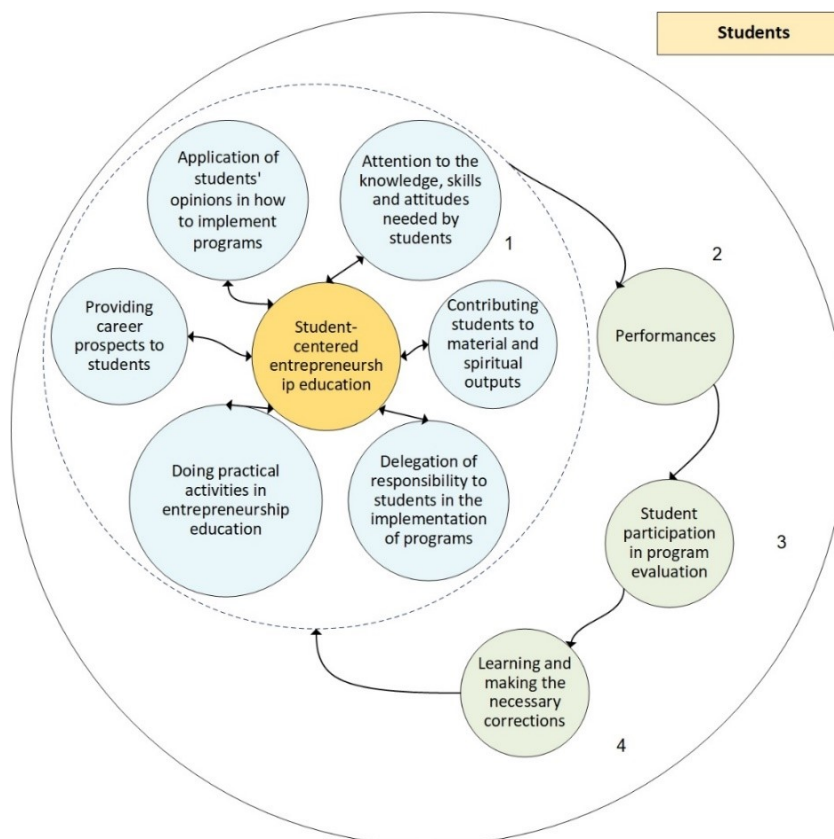 Students
Application of
students'
opinions in how
to implement
programs
Attention to the
knowledge, skills
and attitudes
needed by
students
1
2
Providing
career
prospects to
students
Student-
centered
entrepreneursh
ip education
Contributing
students to
material and
spiritual outputs
Performances
Doing practical
activities in
entrepreneurship
education
Delegation of
responsibility to
students in the
implementation
of programs
Student
participation
in program
evaluation
3
Learning and
making the
necessary
corrections
4